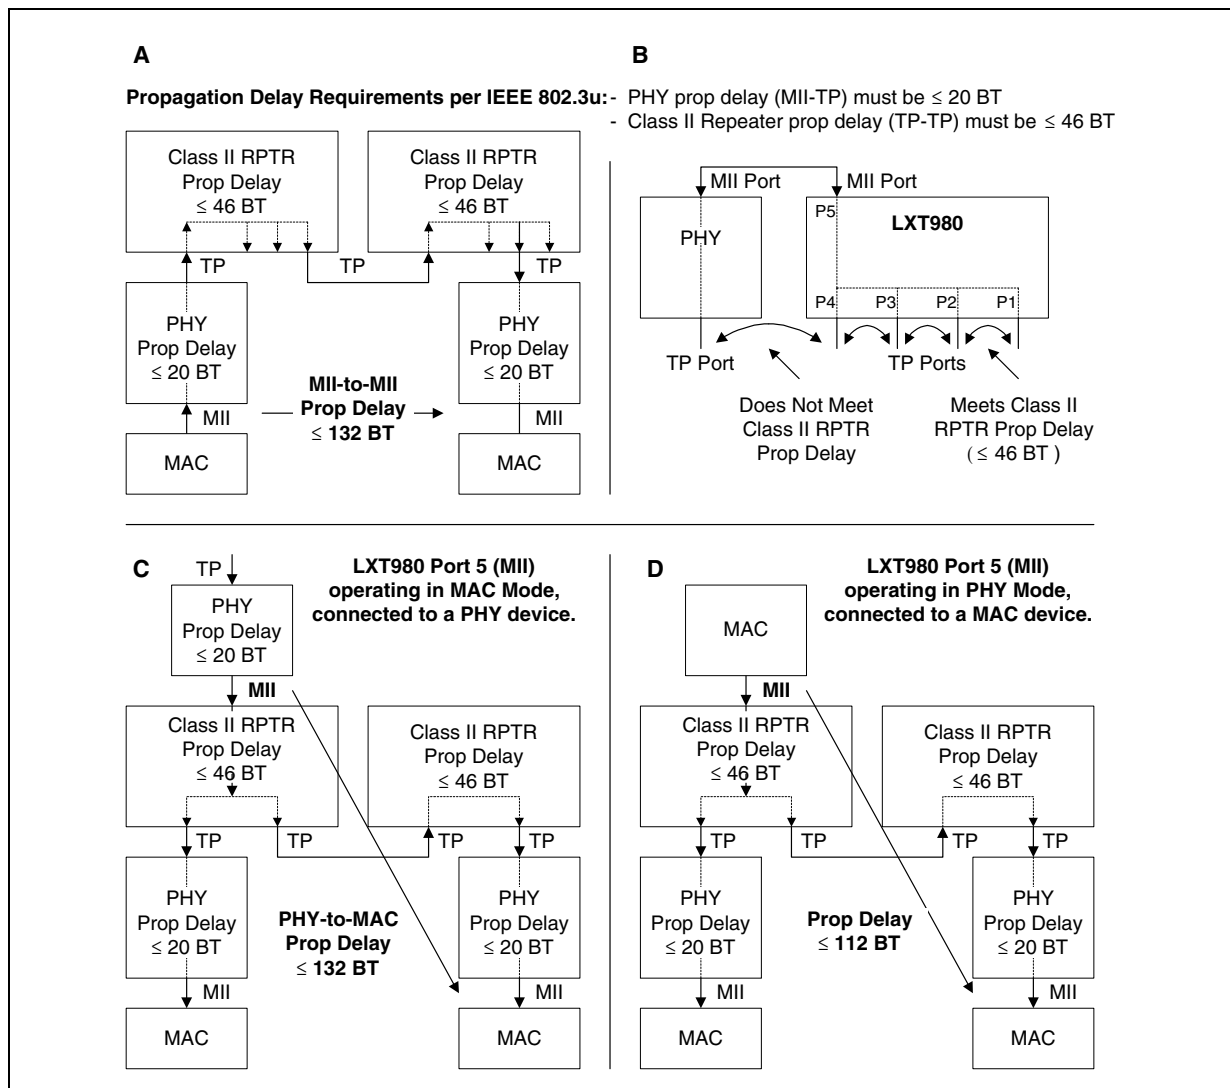 A
B
Propagation Delay Requirements per IEEE 802.3u: - PHY prop delay (MII-TP) must be ≤ 20 BT
- Class II Repeater prop delay (TP-TP) must be ≤ 46 BT
Class II RPTR
Prop Delay
≤ 46 BT
Class II RPTR
Prop Delay
≤ 46 BT
TP
TP
TP
PHY
Prop Delay
≤ 20 BT
PHY
Prop Delay
≤ 20 BT
MII-to-MII
Prop Delay
≤ 132 BT
MII
MII
MAC
MAC
MII Port
MII Port
PHY
P5
LXT980
P4
P3
P2
P1
TP Port
TP Ports
Does Not Meet
Class II RPTR
Prop Delay
Meets Class II
RPTR Prop Delay
( ≤ 46 BT )
C
TP
LXT980 Port 5 (MII)
operating in MAC Mode,
connected to a PHY device.
PHY
Prop Delay
≤ 20 BT
MII
Class II RPTR
Prop Delay
≤ 46 BT
Class II RPTR
Prop Delay
≤ 46 BT
TP
TP
TP
TP
PHY
Prop Delay
≤ 20 BT
PHY-to-MAC
Prop Delay
≤ 132 BT
PHY
Prop Delay
≤ 20 BT
MII
MII
MAC
MAC
D
LXT980 Port 5 (MII)
operating in PHY Mode,
connected to a MAC device.
MAC
MII
Class II RPTR
Prop Delay
≤ 46 BT
Class II RPTR
Prop Delay
≤ 46 BT
TP
TP
TP
TP
PHY
Prop Delay
≤ 20 BT
Prop Delay
≤ 112 BT
PHY
Prop Delay
≤ 20 BT
MII
MII
MAC
MAC